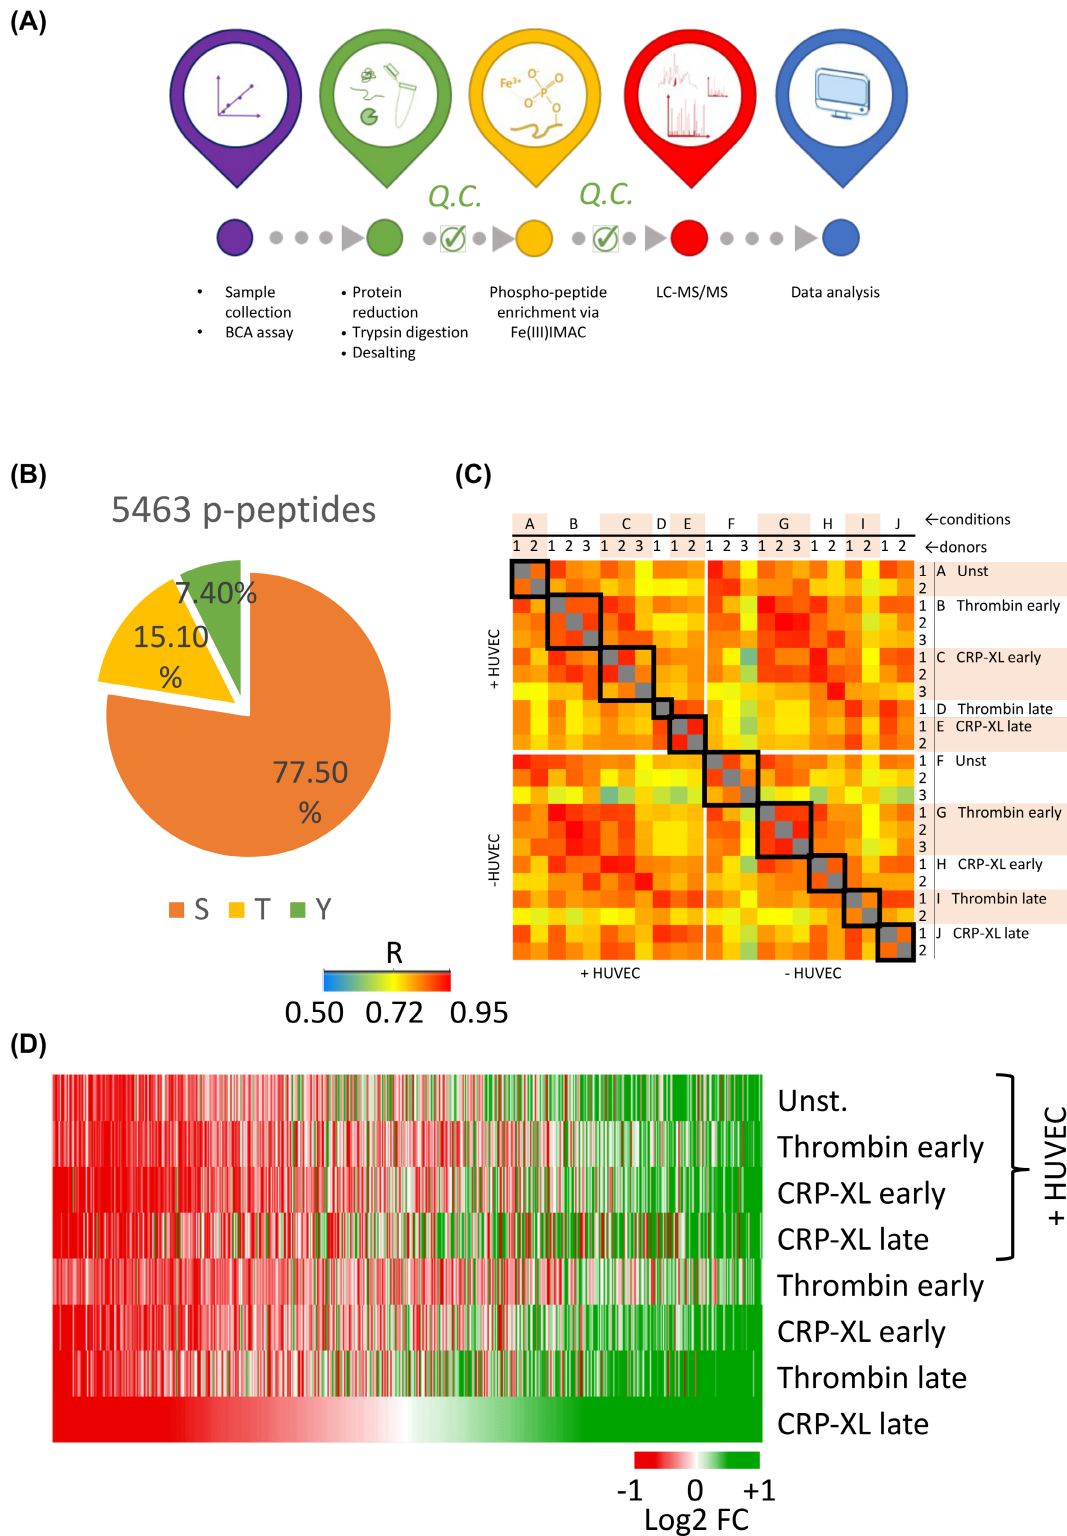 (A)
Fe³⁺
O⁻
O
P
O⁻
O
Q.C.
Q.C.
• Sample
collection
• BCA assay
• Protein
reduction
• Trypsin digestion
• Desalting
Phospho-peptide
enrichment via
Fe(III)IMAC
LC-MS/MS
Data analysis
(B)
5463 p-peptides
7.40%
15.10
%
77.50
%
S T Y
(C)
A B C D E F G H I J ←conditions
1 2 1 2 3 1 2 3 1 1 2 1 2 3 1 2 3 1 2 1 2 1 2 ←donors
1 A Unst
2
1 B Thrombin early
2
3
1 C CRP-XL early
2
3
1 D Thrombin late
1 E CRP-XL late
2
1 F Unst
2
3
1 G Thrombin early
2
3
1 H CRP-XL early
2
1 I Thrombin late
2
1 J CRP-XL late
2
+ HUVEC
-HUVEC
+ HUVEC - HUVEC
R
0.50 0.72 0.95
(D)
Unst.
Thrombin early
CRP-XL early
CRP-XL late
Thrombin early
CRP-XL early
Thrombin late
CRP-XL late
+ HUVEC
-1 0 +1
Log2 FC